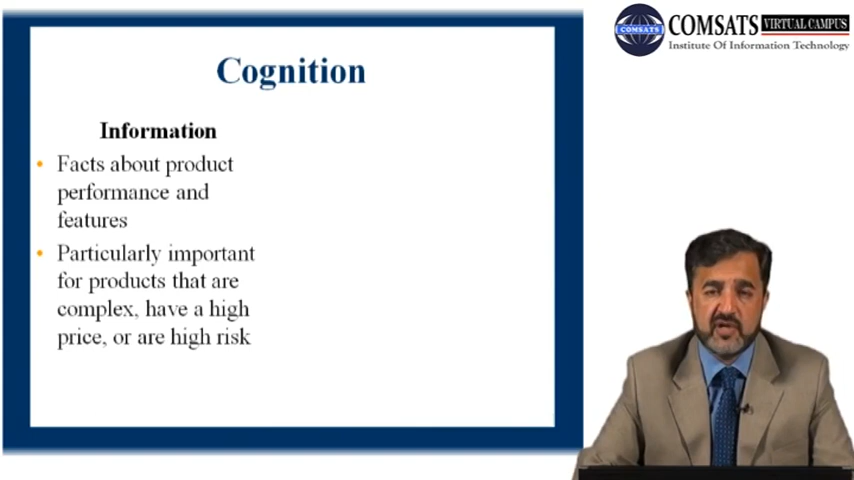 Cognition
Information
• Facts about product
performance and
features
• Particularly important
for products that are
complex, have a high
price, or are high risk
COMSATS
COMSATS VIRTUAL CAMPUS
Institute Of Information Technology